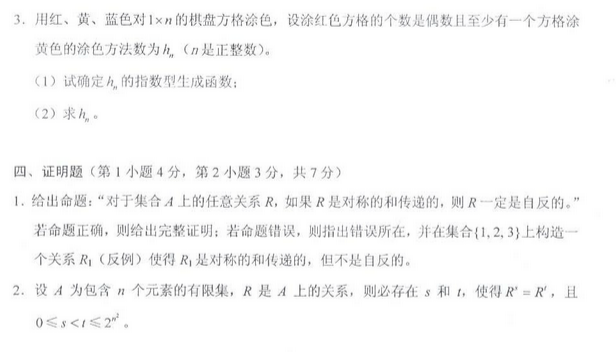 3. 用红、黄、蓝色对1×n的棋盘方格涂色，设涂红色方格的个数是偶数且至少有一个方格涂
黄色的涂色方法数为hₙ（n是正整数）。
（1）试确定hₙ的指数型生成函数；
（2）求hₙ。
四、证明题（第1小题4分，第2小题3分，共7分）
1. 给出命题：“对于集合A上的任意关系R，如果R是对称的和传递的，则R一定是自反的。”
若命题正确，则给出完整证明；若命题错误，则指出错误所在，并在集合{1, 2, 3}上构造一
个关系R₁（反例）使得R₁是对称的和传递的，但不是自反的。
2. 设 A 为包含 n 个元素的有限集，R 是 A 上的关系，则必存在 s 和 t，使得Rˢ = Rᵗ，且
0≤s<t≤2^{n²}。